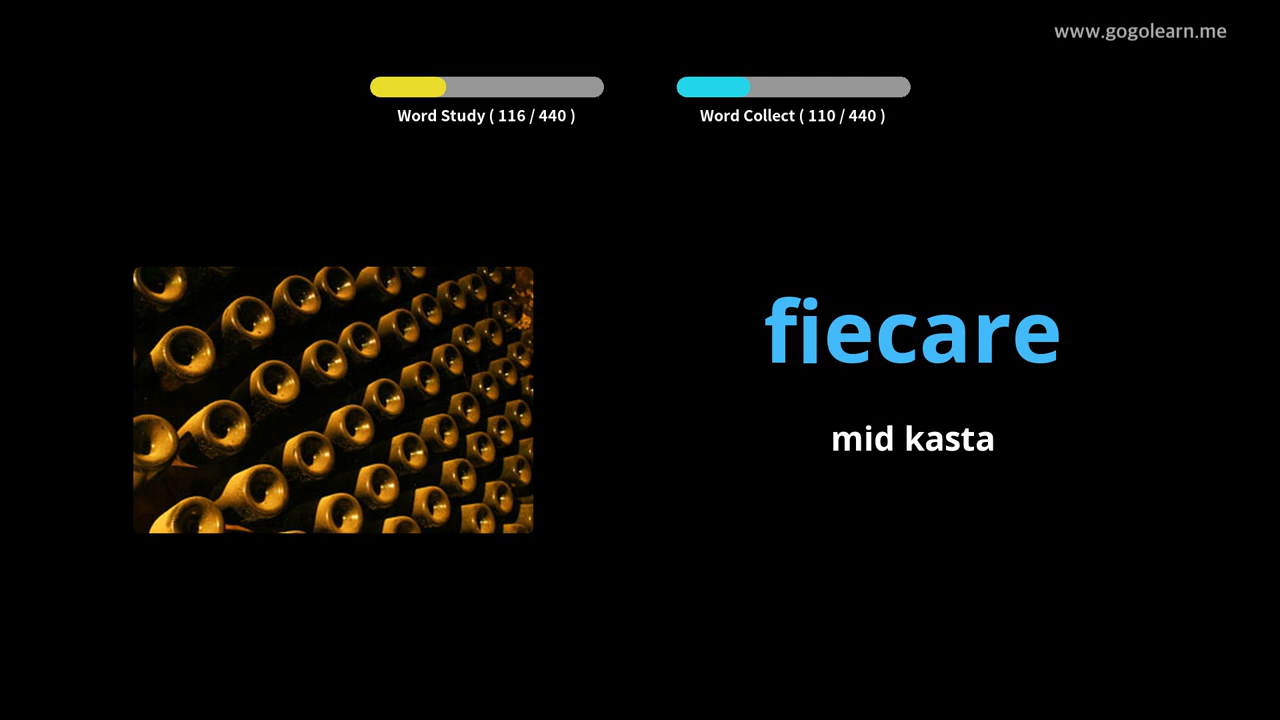 www.gogolearn.me
Word Study ( 116 / 440 )
Word Collect ( 110 / 440 )
fiecare
mid kasta